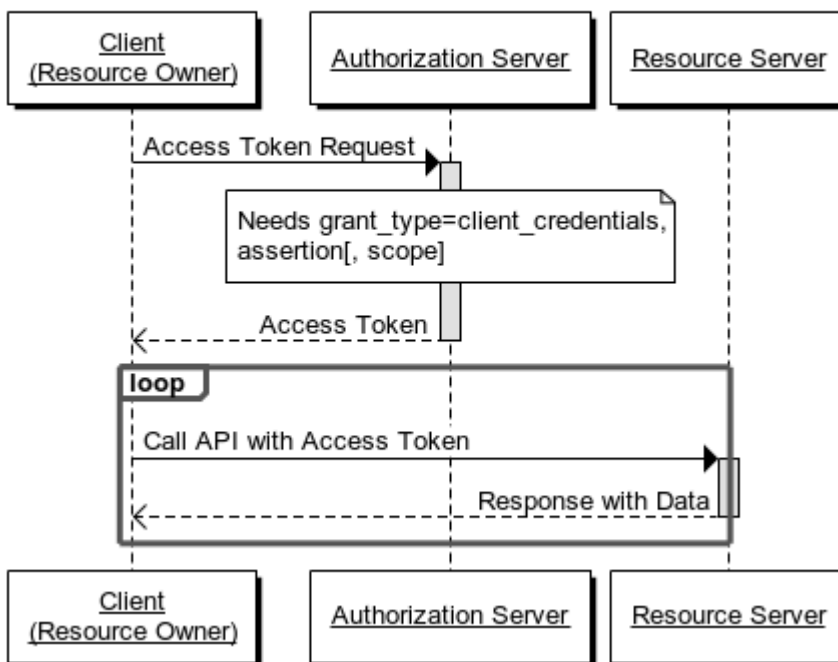 Client
(Resource Owner)
Authorization Server
Resource Server
Access Token Request
Needs grant_type=client_credentials,
assertion[, scope]
Access Token
loop
Call API with Access Token
Response with Data
Client
(Resource Owner)
Authorization Server
Resource Server